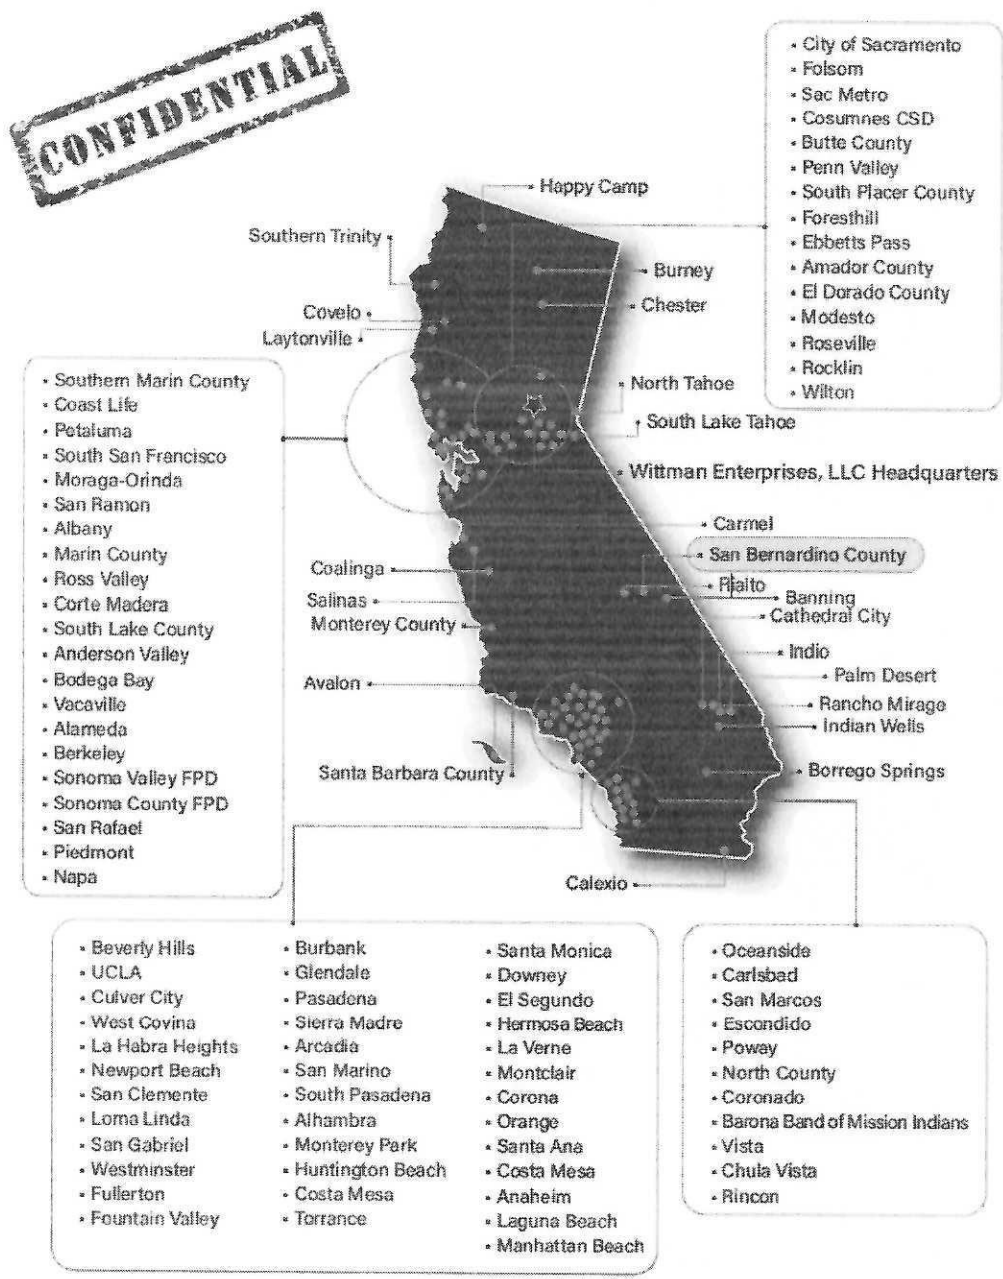 CONFIDENTIAL
• City of Sacramento
• Folsom
• Sac Metro
• Cosumnes CSD
• Butte County
• Penn Valley
• South Placer County
• Foresthill
• Ebbetts Pass
• Amador County
• El Dorado County
• Modesto
• Roseville
• Rocklin
• Wilton
Happy Camp
Southern Trinity
Burney
Covelo
Chester
Laytonville
North Tahoe
South Lake Tahoe
Wittman Enterprises, LLC Headquarters
Carmel
San Bernardino County
Coalinga
Rialto
Banning
Salinas
Cathedral City
Monterey County
Indio
Palm Desert
Avalon
Rancho Mirage
Indian Wells
Santa Barbara County
Borrego Springs
Calexio
• Southern Marin County
• Coast Life
• Petaluma
• South San Francisco
• Moraga-Orinda
• San Ramon
• Albany
• Marin County
• Ross Valley
• Corte Madera
• South Lake County
• Anderson Valley
• Bodega Bay
• Vacaville
• Alameda
• Berkeley
• Sonoma Valley FPD
• Sonoma County FPD
• San Rafael
• Piedmont
• Napa
• Beverly Hills
• UCLA
• Culver City
• West Covina
• La Habra Heights
• Newport Beach
• San Clemente
• Loma Linda
• San Gabriel
• Westminster
• Fullerton
• Fountain Valley
• Burbank
• Glendale
• Pasadena
• Sierra Madre
• Arcadia
• San Marino
• South Pasadena
• Alhambra
• Monterey Park
• Huntington Beach
• Costa Mesa
• Torrance
• Santa Monica
• Downey
• El Segundo
• Hermosa Beach
• La Verne
• Montclair
• Corona
• Orange
• Santa Ana
• Costa Mesa
• Anaheim
• Laguna Beach
• Manhattan Beach
• Oceanside
• Carlsbad
• San Marcos
• Escondido
• Poway
• North County
• Coronado
• Barona Band of Mission Indians
• Vista
• Chula Vista
• Rincon